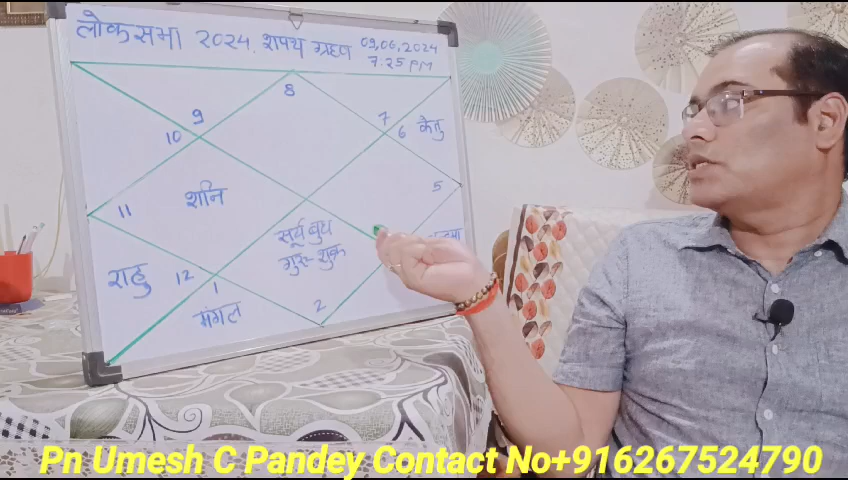 लोकसभा 2024. शपथ ग्रहण 09,06,2024
7:25 PM
8
9
7
10
6 केतु
5
शनि
11
सूर्य बुध
गुरु शुक्र
राहु
12
1
मंगल
2
Pn Umesh C Pandey Contact No+916267524790